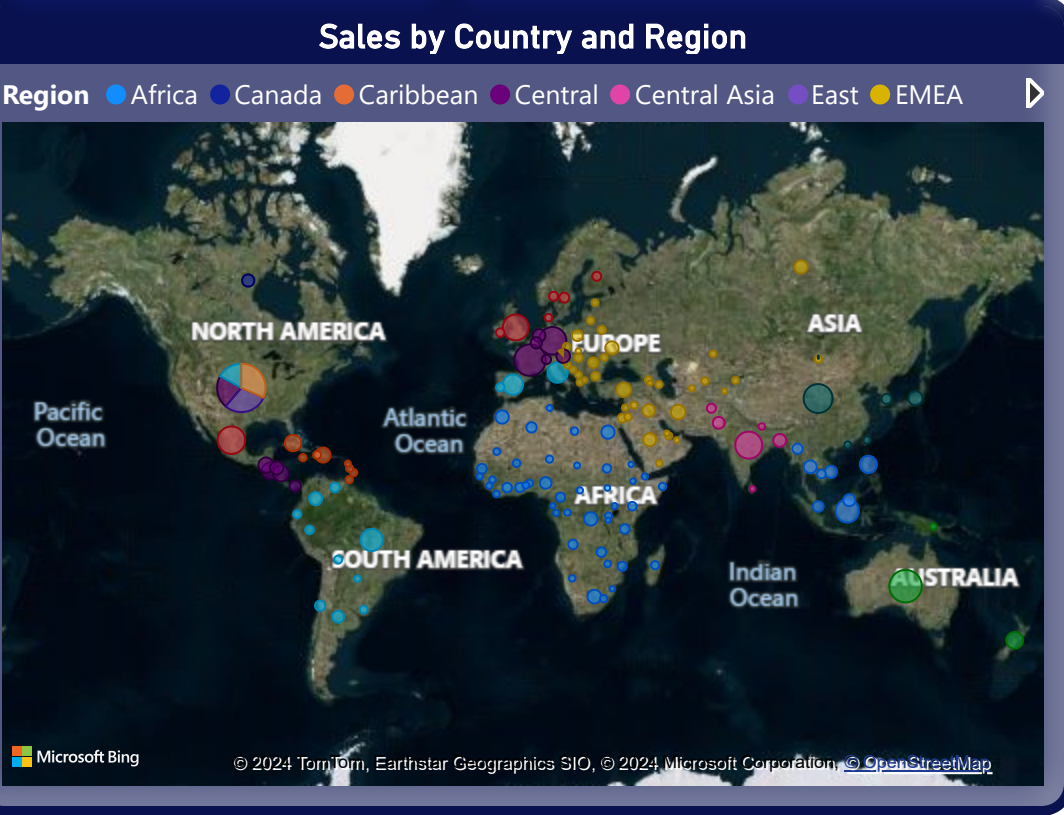 Sales by Country and Region
Region Africa Canada Caribbean Central Central Asia East EMEA
NORTH AMERICA
EUROPE
ASIA
Pacific
Ocean
Atlantic
Ocean
AFRICA
SOUTH AMERICA
Indian
Ocean
AUSTRALIA
Microsoft Bing
© 2024 TomTom, Earthstar Geographics SIO, © 2024 Microsoft Corporation, © OpenStreetMap